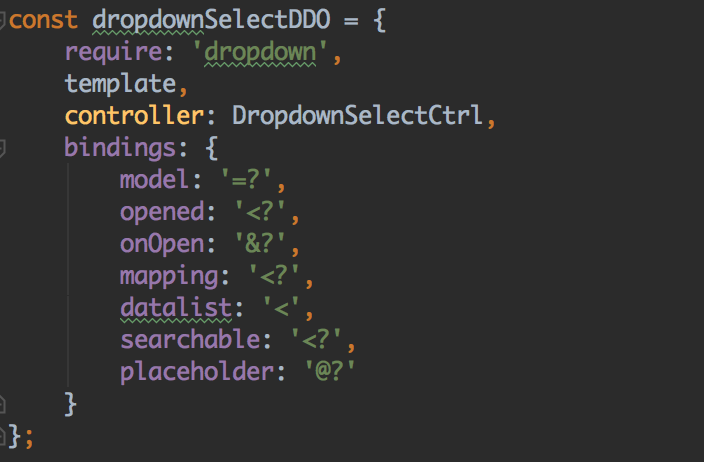 const dropdownSelectDDO = {
    require: 'dropdown',
    template,
    controller: DropdownSelectCtrl,
    bindings: {
        model: '=?',
        opened: '<?',
        onOpen: '&?',
        mapping: '<?',
        datalist: '<',
        searchable: '<?',
        placeholder: '@?'
    }
};